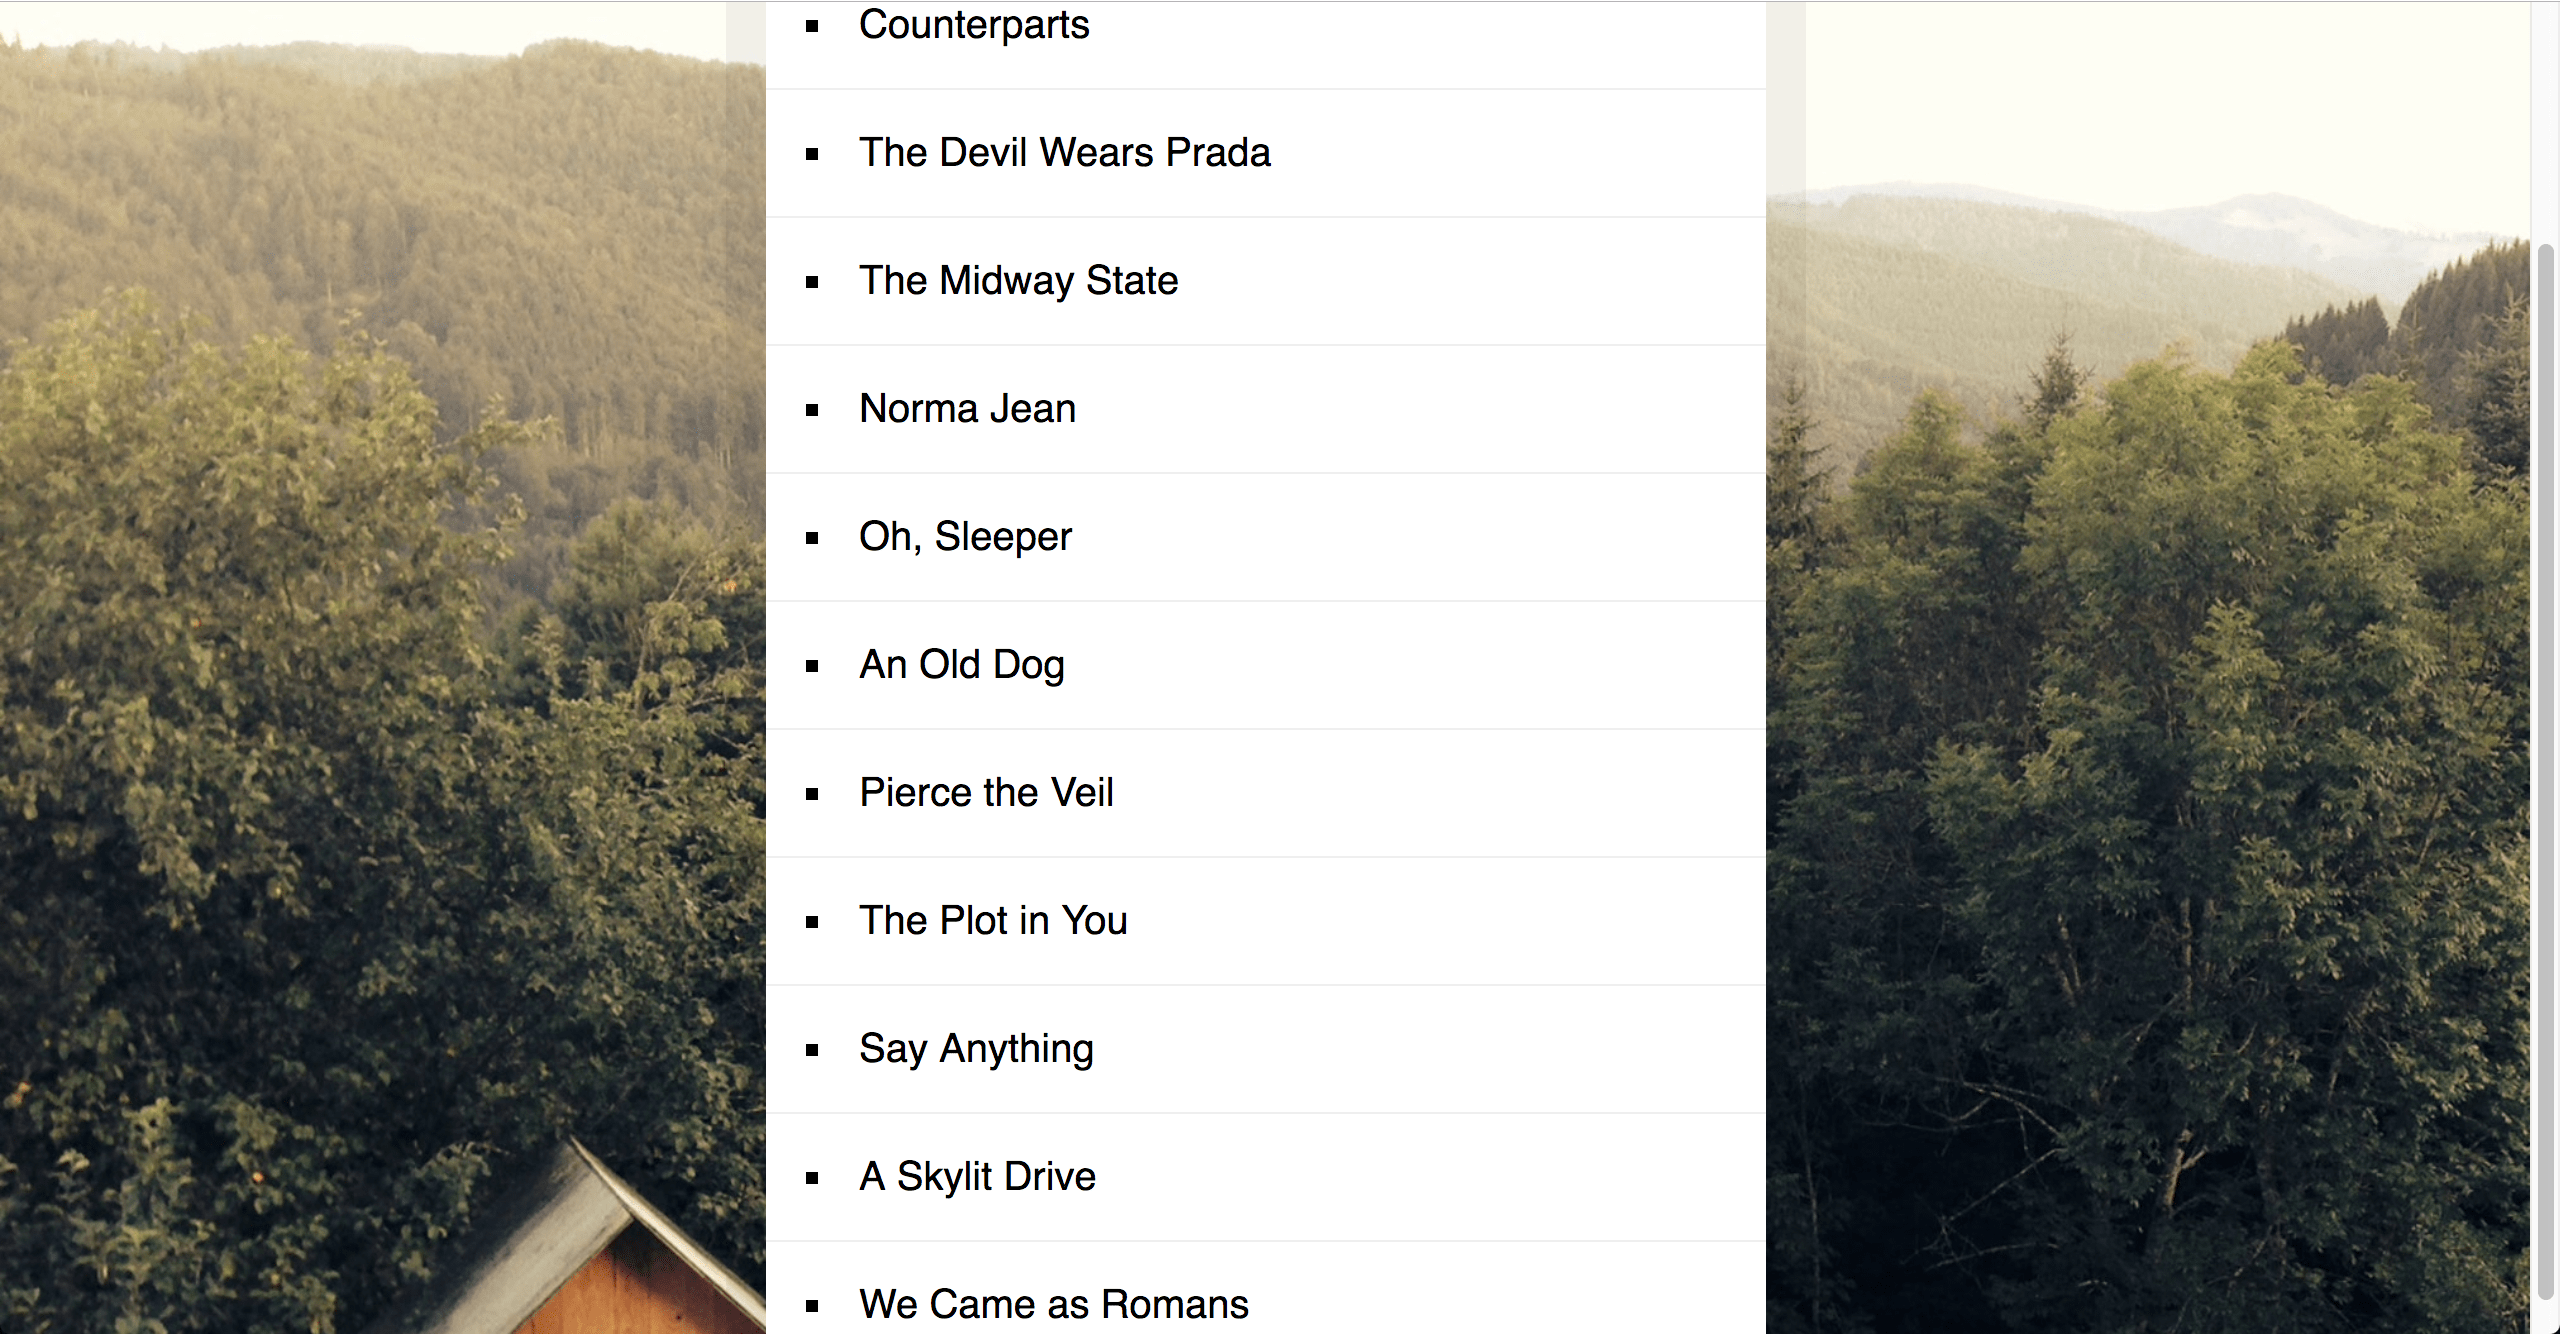 Counterparts
The Devil Wears Prada
The Midway State
Norma Jean
Oh, Sleeper
An Old Dog
Pierce the Veil
The Plot in You
Say Anything
A Skylit Drive
We Came as Romans